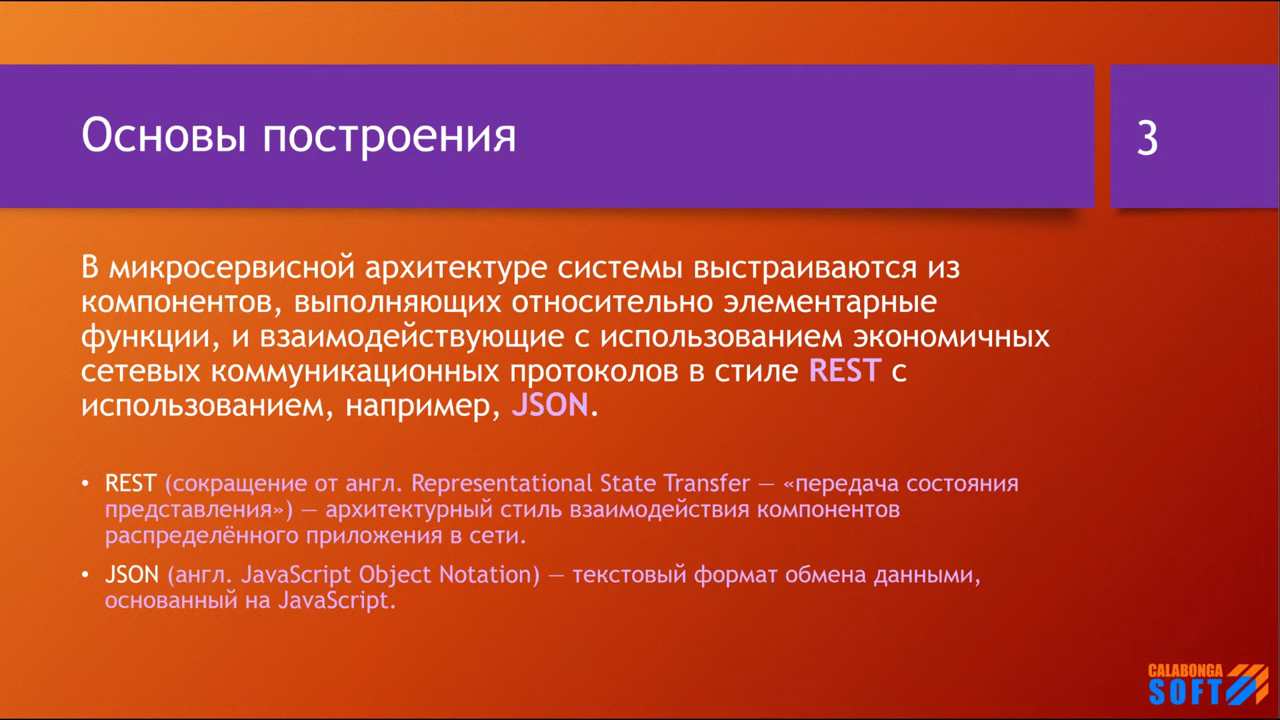 Основы построения
3
В микросервисной архитектуре системы выстраиваются из
компонентов, выполняющих относительно элементарные
функции, и взаимодействующие с использованием экономичных
сетевых коммуникационных протоколов в стиле REST с
использованием, например, JSON.
• REST (сокращение от англ. Representational State Transfer — «передача состояния
представления») — архитектурный стиль взаимодействия компонентов
распределённого приложения в сети.
• JSON (англ. JavaScript Object Notation) — текстовый формат обмена данными,
основанный на JavaScript.
CALABONGA
SOFT